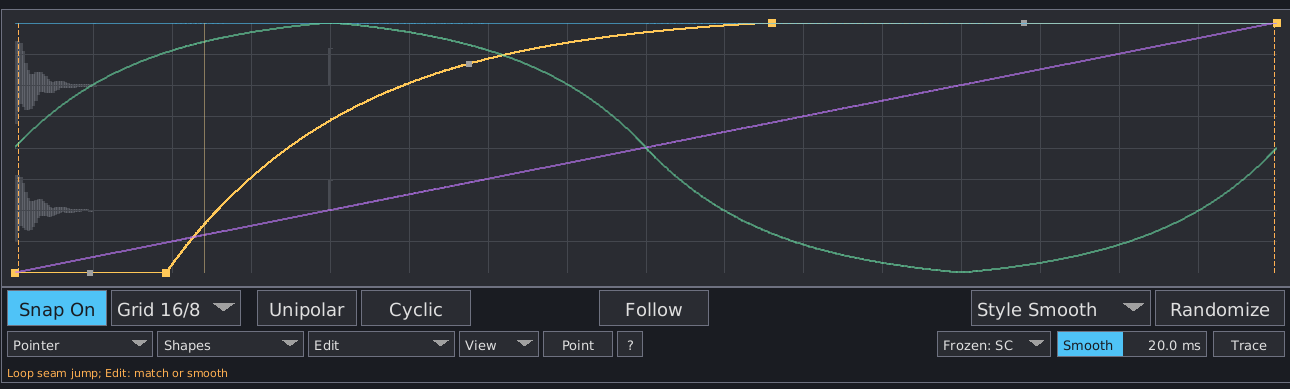 Snap On Grid 16/8 Unipolar Cyclic Follow Style Smooth Randomize
Pointer Shapes Edit View Point ? Frozen: SC Smooth 20.0 ms Trace
Loop seam jump; Edit: match or smooth